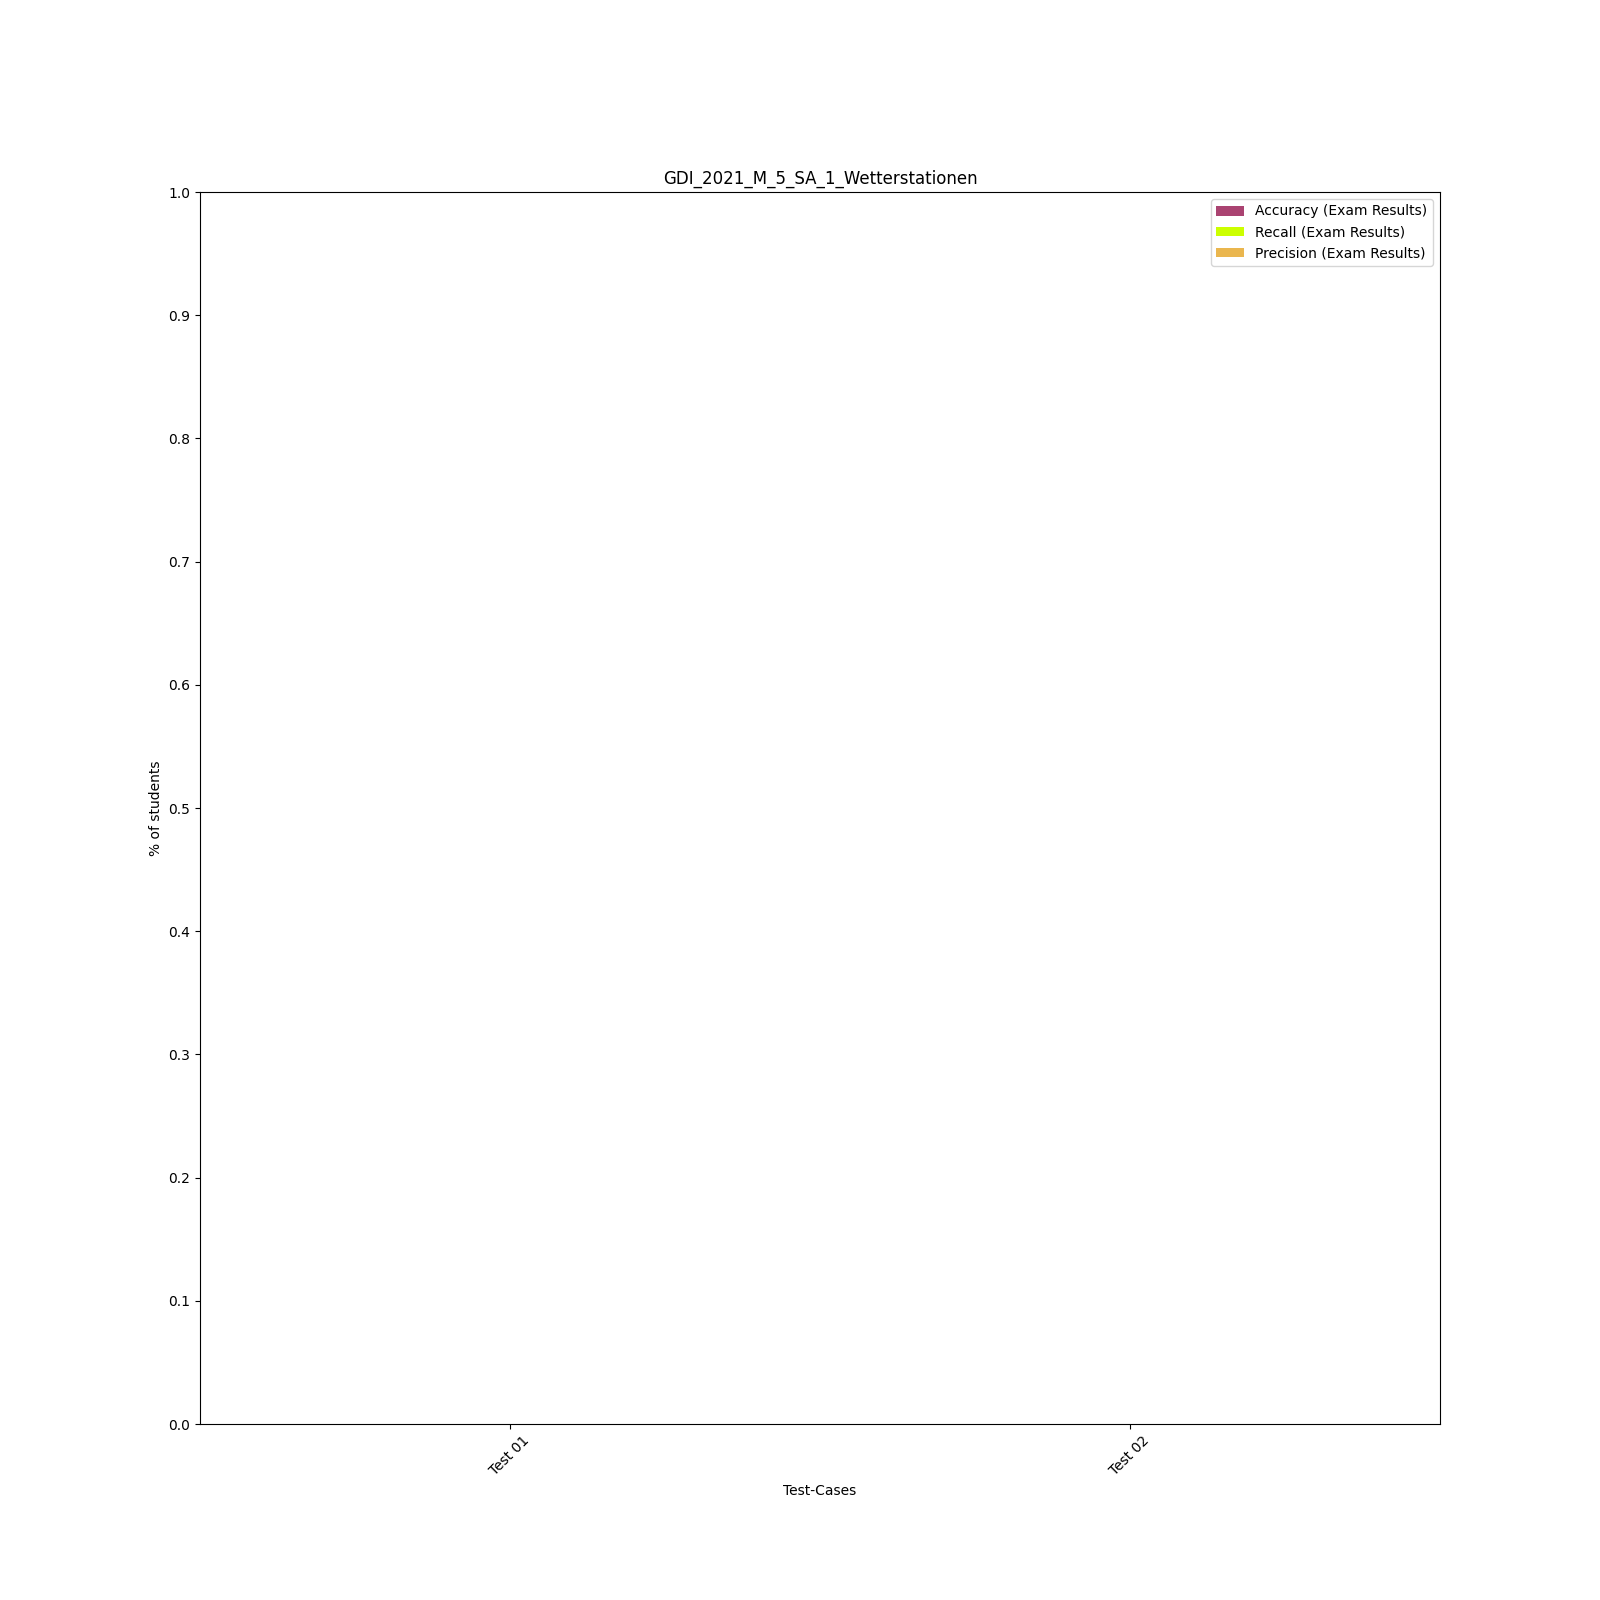 GDI_2021_M_5_SA_1_Wetterstationen
Accuracy (Exam Results)
Recall (Exam Results)
Precision (Exam Results)
1.0
0.9
0.8
0.7
0.6
0.5
0.4
0.3
0.2
0.1
0.0
% of students
Test 01
Test 02
Test-Cases